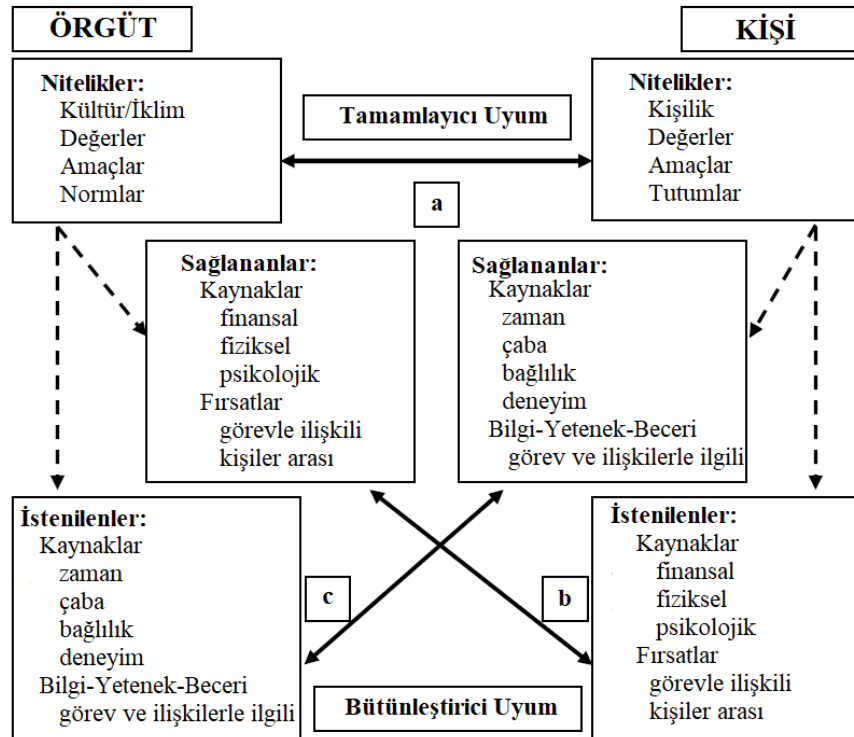 ÖRGÜT
KİŞİ
Nitelikler:
Kültür/İklim
Değerler
Amaçlar
Normlar
Tamamlayıcı Uyum
a
Nitelikler:
Kişilik
Değerler
Amaçlar
Tutumlar
Sağlananlar:
Kaynaklar
finansal
fiziksel
psikolojik
Fırsatlar
görevle ilişkili
kişiler arası
Sağlananlar:
Kaynaklar
zaman
çaba
bağlılık
deneyim
Bilgi-Yetenek-Beceri
görev ve ilişkilerle ilgili
İstenilenler:
Kaynaklar
zaman
çaba
bağlılık
deneyim
Bilgi-Yetenek-Beceri
görev ve ilişkilerle ilgili
c
b
Bütünleştirici Uyum
İstenilenler:
Kaynaklar
finansal
fiziksel
psikolojik
Fırsatlar
görevle ilişkili
kişiler arası